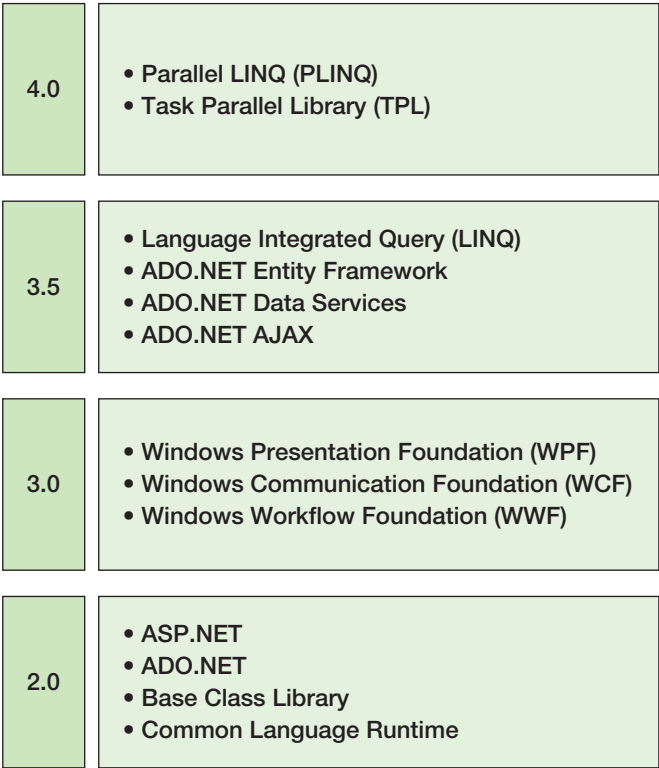 4.0
• Parallel LINQ (PLINQ)
• Task Parallel Library (TPL)
3.5
• Language Integrated Query (LINQ)
• ADO.NET Entity Framework
• ADO.NET Data Services
• ADO.NET AJAX
3.0
• Windows Presentation Foundation (WPF)
• Windows Communication Foundation (WCF)
• Windows Workflow Foundation (WWF)
2.0
• ASP.NET
• ADO.NET
• Base Class Library
• Common Language Runtime